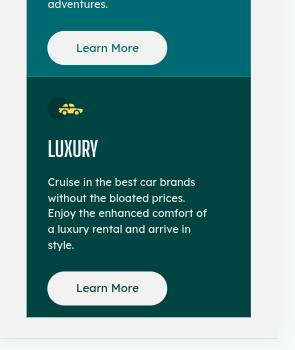 adventures.
Learn More
LUXURY
Cruise in the best car brands
without the bloated prices.
Enjoy the enhanced comfort of
a luxury rental and arrive in
style.
Learn More